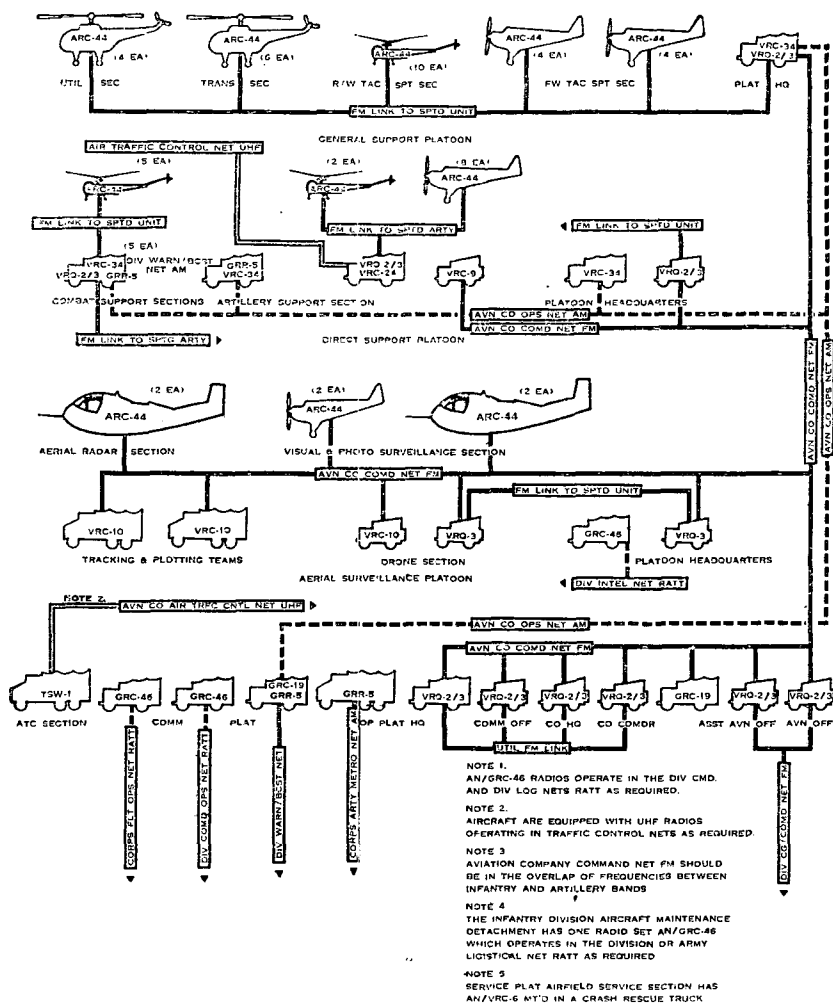 ARC-44
(4 EA)
UTIL SEC
ARC-44
(6 EA)
TRANS SEC
ARC-44
(10 EA)
R/W TAC SPT SEC
ARC-44
(4 EA)
ARC-44
(4 EA)
FW TAC SPT SEC
VRC-34
VRQ-2/3
PLAT HQ
FM LINK TO SPTD UNIT
GENERAL SUPPORT PLATOON
AIR TRAFFIC CONTROL NET UHF
(5 EA)
ARC-44
(2 EA)
ARC-44
(8 EA)
ARC-44
FM LINK TO SPTD UNIT
FM LINK TO SPTD ARTY
FM LINK TO SPTD UNIT
(5 EA)
DIV WARN/BCST
NET AM
VRC-34
VRQ-2/3 GRR-5
GRR-5
VRC-34
VRQ-2/3
VRC-24
VRC-9
VRC-34
VRQ-2/3
COMBAT SUPPORT SECTIONS
ARTILLERY SUPPORT SECTION
PLATOON HEADQUARTERS
AVN CO OPS NET AM
AVN CO COMD NET FM
FM LINK TO SPTG ARTY
DIRECT SUPPORT PLATOON
AVN CO COMD NET FM
AVN CO OPS NET AM
(2 EA)
ARC-44
AERIAL RADAR SECTION
(2 EA)
ARC-44
(2 EA)
ARC-44
VISUAL & PHOTO SURVEILLANCE SECTION
AVN CO COMD NET FM
FM LINK TO SPTD UNIT
VRC-10
VRC-10
VRC-10
VRQ-3
GRC-46
VRQ-3
TRACKING & PLOTTING TEAMS
DRONE SECTION
PLATOON HEADQUARTERS
AERIAL SURVEILLANCE PLATOON
DIV INTEL NET RATT
NOTE 2.
AVN CO AIR TRFC CNTL NET UHF
AVN CO OPS NET AM
AVN CO COMD NET FM
TSW-1
GRC-46
GRC-46
GRC-19
GRR-5
GRR-5
VRQ-2/3
VRQ-2/3
VRQ-2/3
VRQ-2/3
GRC-19
VRQ-2/3
VRQ-2/3
ATC SECTION
COMM PLAT
OP PLAT HQ
COMM OFF
CO HQ
CO COMDR
ASST AVN OFF
AVN OFF
UTIL FM LINK
CORPS FLT OPS NET RATT
DIV COMD OPS NET RATT
DIV WARN/BCST NET
CORPS ARTY METRO NET AM
DIV CG/COMD NET FM
NOTE 1.
AN/GRC-46 RADIOS OPERATE IN THE DIV CMD.
AND DIV LOG NETS RATT AS REQUIRED.
NOTE 2.
AIRCRAFT ARE EQUIPPED WITH UHF RADIOS
OPERATING IN TRAFFIC CONTROL NETS AS REQUIRED.
NOTE 3
AVIATION COMPANY COMMAND NET FM SHOULD
BE IN THE OVERLAP OF FREQUENCIES BETWEEN
INFANTRY AND ARTILLERY BANDS
NOTE 4
THE INFANTRY DIVISION AIRCRAFT MAINTENANCE
DETACHMENT HAS ONE RADIO SET AN/GRC-46
WHICH OPERATES IN THE DIVISION OR ARMY
LIGISTICAL NET RATT AS REQUIRED
NOTE 5
SERVICE PLAT AIRFIELD SERVICE SECTION HAS
AN/VRC-6 MT'D IN A CRASH RESCUE TRUCK